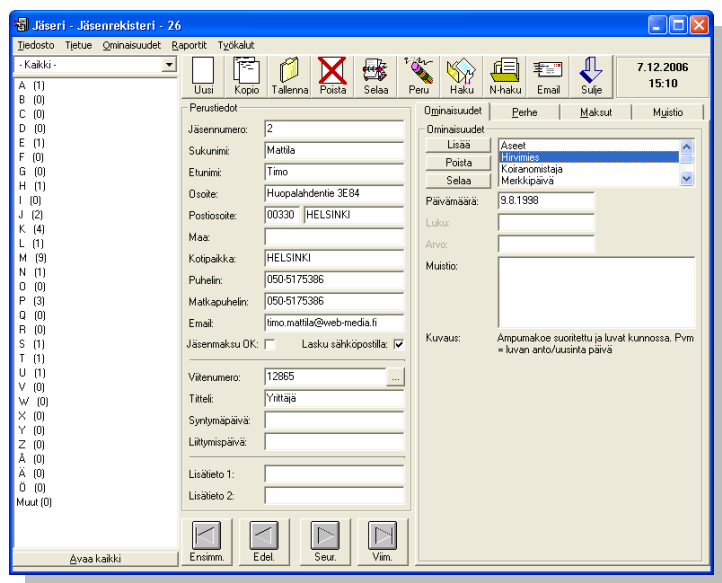 Jäseri - Jäsenrekisteri - 26
Tiedosto Tietue Ominaisuudet Raportit Työkalut
- Kaikki -
Uusi Kopio Tallenna Poista Selaa Peru Haku N-haku Email Sulje
7.12.2006
15:10
A (1)
B (0)
C (0)
D (0)
E (1)
F (0)
G (0)
H (1)
I (0)
J (2)
K (4)
L (1)
M (9)
N (1)
O (0)
P (3)
Q (0)
R (0)
S (1)
T (1)
U (1)
V (0)
W (0)
X (0)
Y (0)
Z (0)
Å (0)
Ä (0)
Ö (0)
Muut (0)
Avaa kaikki
Perustiedot
Jäsennumero: 2
Sukunimi: Mattila
Etunimi: Timo
Osoite: Huopalahdentie 3E84
Postiosoite: 00330 HELSINKI
Maa:
Kotipaikka: HELSINKI
Puhelin: 050-5175386
Matkapuhelin: 050-5175386
Email: timo.mattila@web-media.fi
Jäsenmaksu OK: Lasku sähköpostilla:
Viitenumero: 12865 ...
Titteli: Yrittäjä
Syntymäpäivä:
Liittymispäivä:
Lisätieto 1:
Lisätieto 2:
Ensimm. Edel. Seur. Viim.
Ominaisuudet Perhe Maksut Muistio
Ominaisuudet
Lisää
Poista
Selaa
Aseet
Hirvimies
Koiranomistaja
Merkkipäivä
Päivämäärä: 9.8.1998
Luku:
Arvo:
Muistio:
Kuvaus: Ampumakoe suoritettu ja luvat kunnossa. Pvm
= luvan anto/uusinta päivä